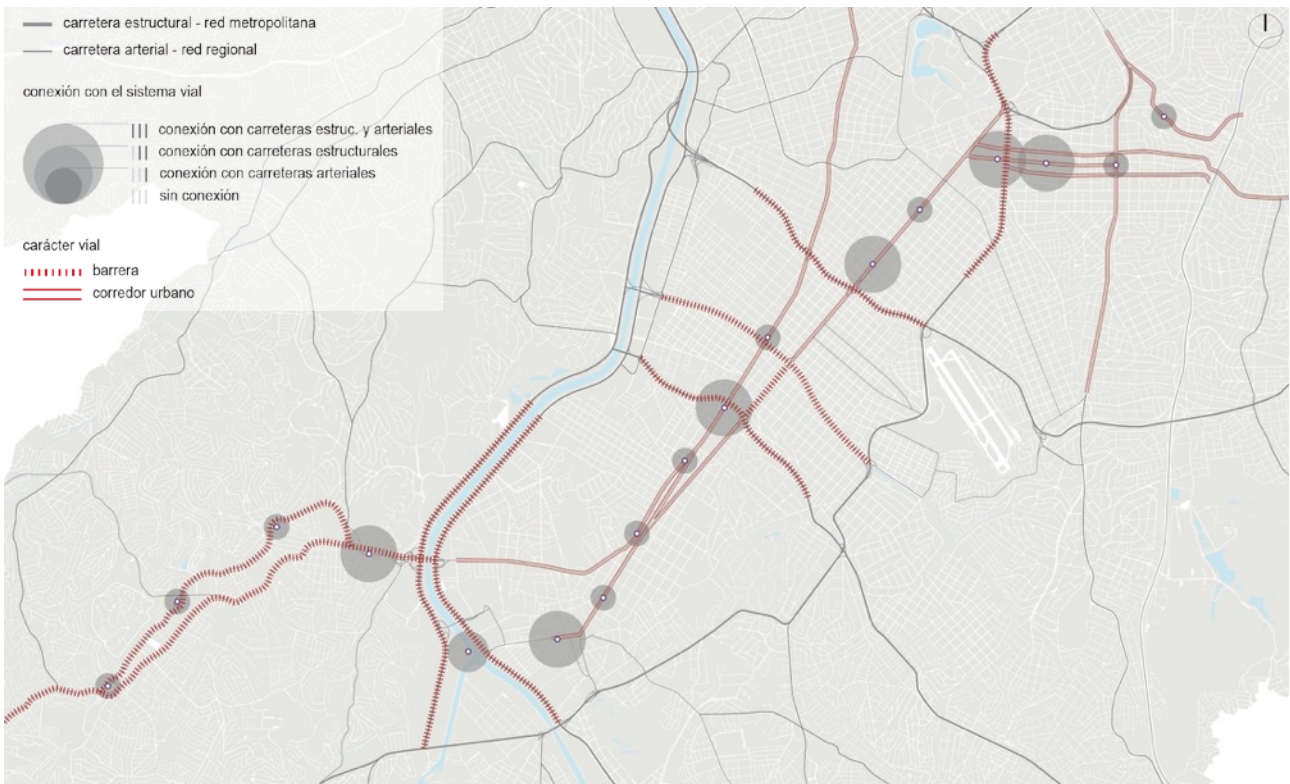 carretera estructural - red metropolitana
carretera arterial - red regional
conexión con el sistema vial
conexión con carreteras estruc. y arteriales
conexión con carreteras estructurales
conexión con carreteras arteriales
sin conexión
carácter vial
barrera
corredor urbano